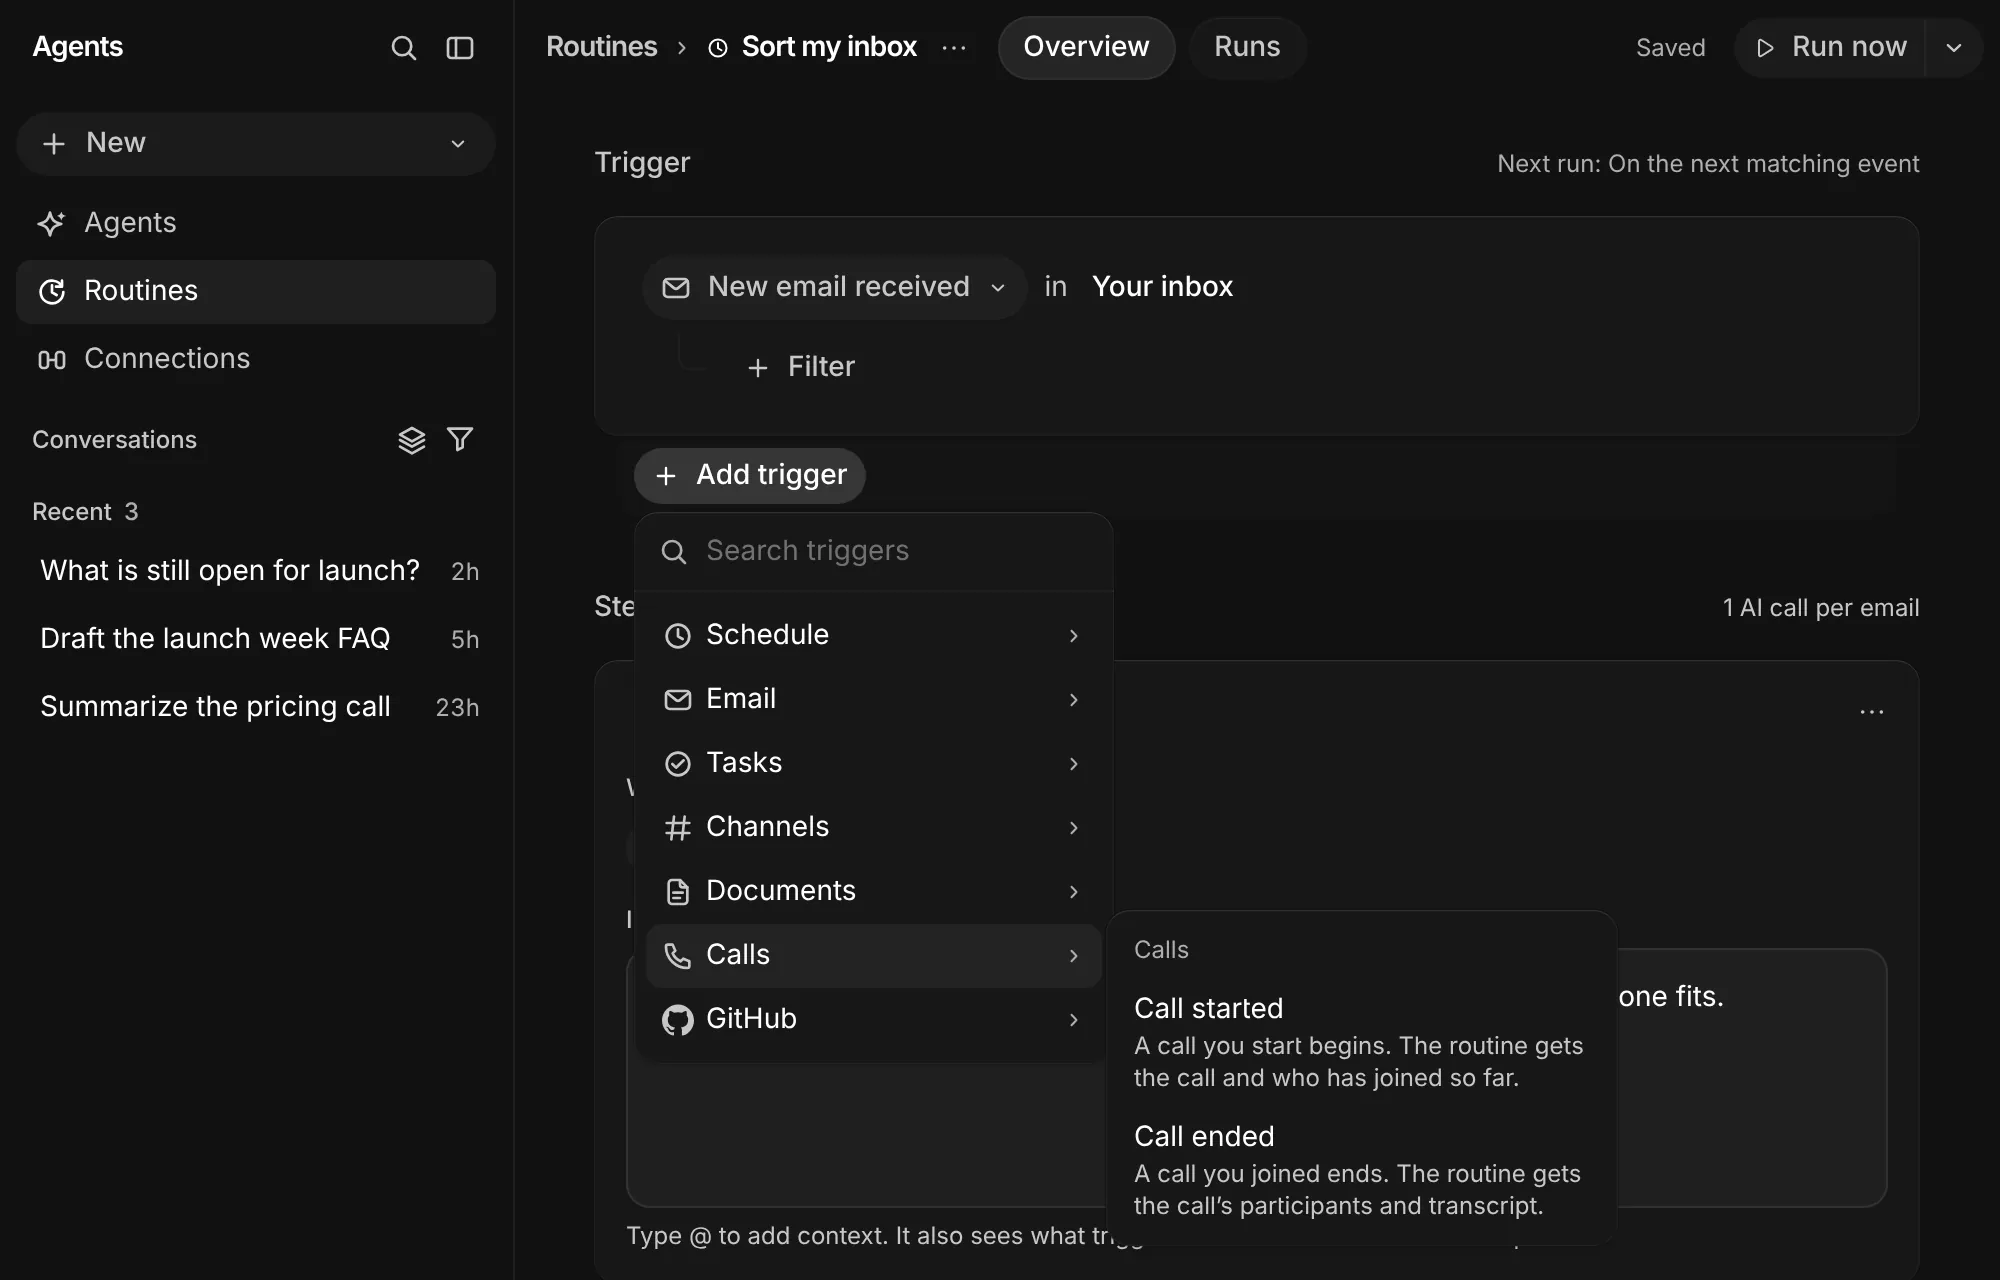 Agents
New
Agents
Routines
Connections
Conversations
Recent 3
What is still open for launch? 2h
Draft the launch week FAQ 5h
Summarize the pricing call 23h
Routines › Sort my inbox ...
Overview
Runs
Saved
Run now
Trigger
Next run: On the next matching event
New email received in Your inbox
+ Filter
+ Add trigger
Search triggers
Schedule
Email
Tasks
Channels
Documents
Calls
GitHub
1 AI call per email
Calls
Call started
A call you start begins. The routine gets
the call and who has joined so far.
Call ended
A call you joined ends. The routine gets
the call’s participants and transcript.
one fits.
Type @ to add context. It also sees what